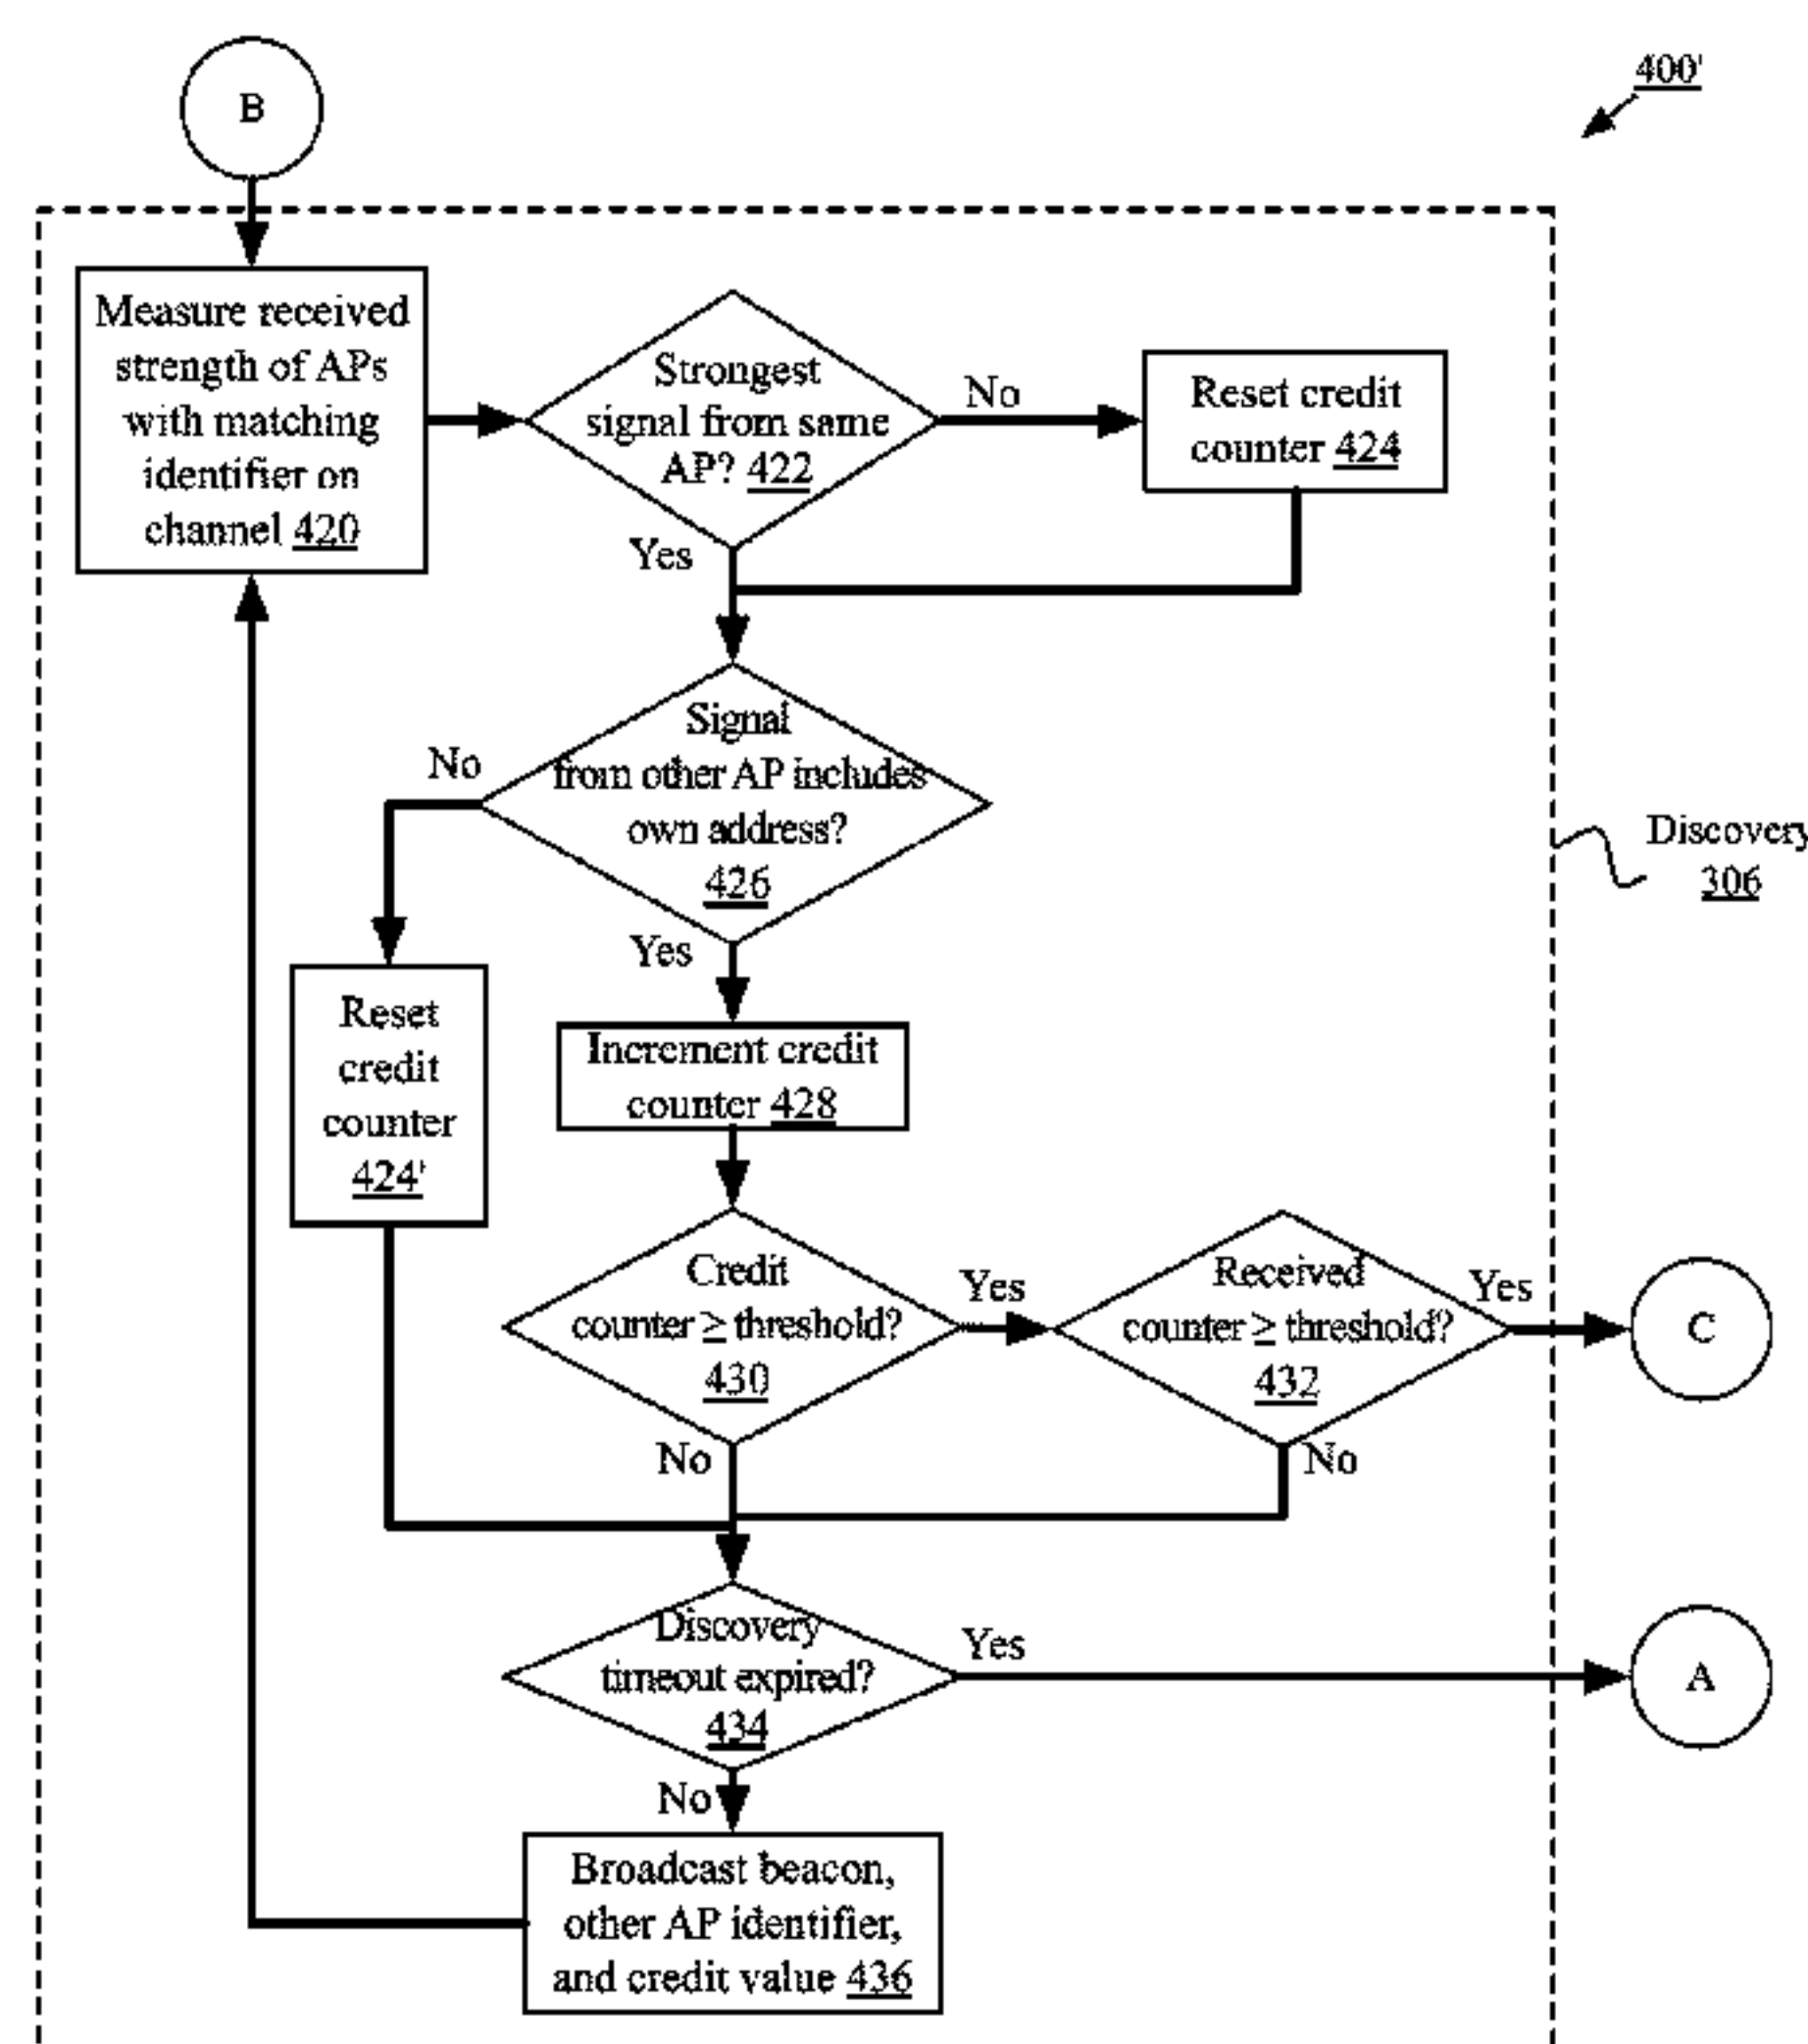 B
400'
Measure received
strength of APs
with matching
identifier on
channel 420
Strongest
signal from same
AP? 422
No
Reset credit
counter 424
Yes
Signal
from other AP includes
own address?
426
No
Discovery
306
Yes
Reset
credit
counter
424'
Increment credit
counter 428
Credit
counter ≥ threshold?
430
Yes
Received
counter ≥ threshold?
432
Yes
C
No
No
Discovery
timeout expired?
434
Yes
A
No
Broadcast beacon,
other AP identifier,
and credit value 436